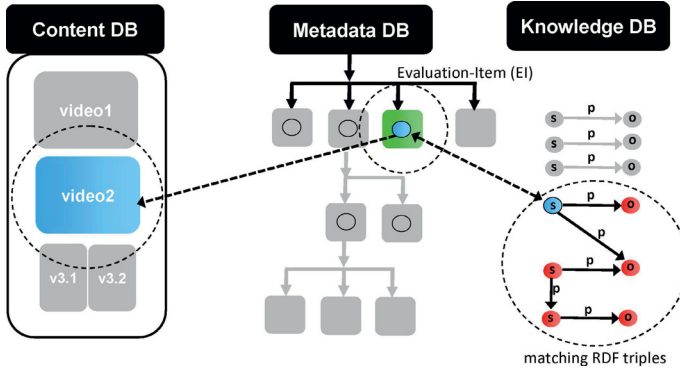 Content DB
Metadata DB
Knowledge DB
Evaluation-Item (EI)
video1
video2
v3.1 v3.2
p
s o
p
s o
p
s o
p
s o
p
p
s o
p
p
s o
matching RDF triples